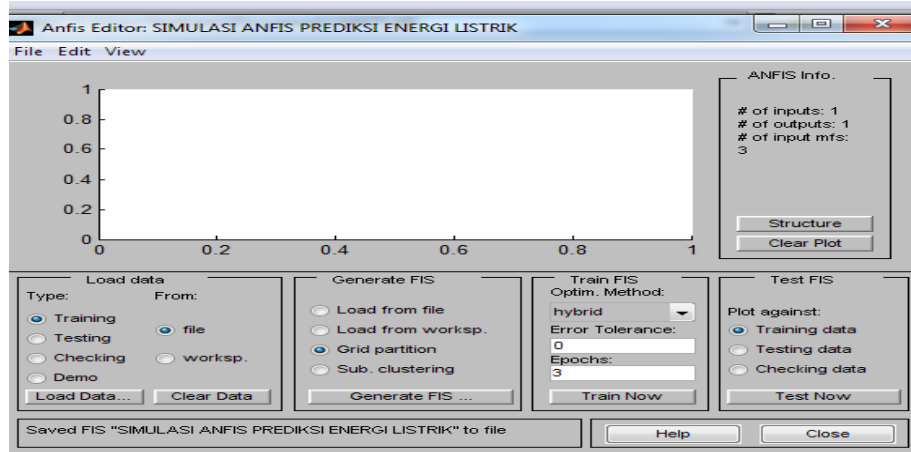 Anfis Editor: SIMULASI ANFIS PREDIKSI ENERGI LISTRIK
File Edit View
1
0.8
0.6
0.4
0.2
0
0 0.2 0.4 0.6 0.8 1
ANFIS Info.
# of inputs: 1
# of outputs: 1
# of input mfs:
3
Structure
Clear Plot
Load data
Type: From:
Training
file
Testing
Checking
worksp.
Demo
Load Data... Clear Data
Generate FIS
Load from file
Load from worksp.
Grid partition
Sub. clustering
Generate FIS ...
Train FIS
Optim. Method:
hybrid
Error Tolerance:
0
Epochs:
3
Train Now
Test FIS
Plot against:
Training data
Testing data
Checking data
Test Now
Saved FIS "SIMULASI ANFIS PREDIKSI ENERGI LISTRIK" to file
Help Close